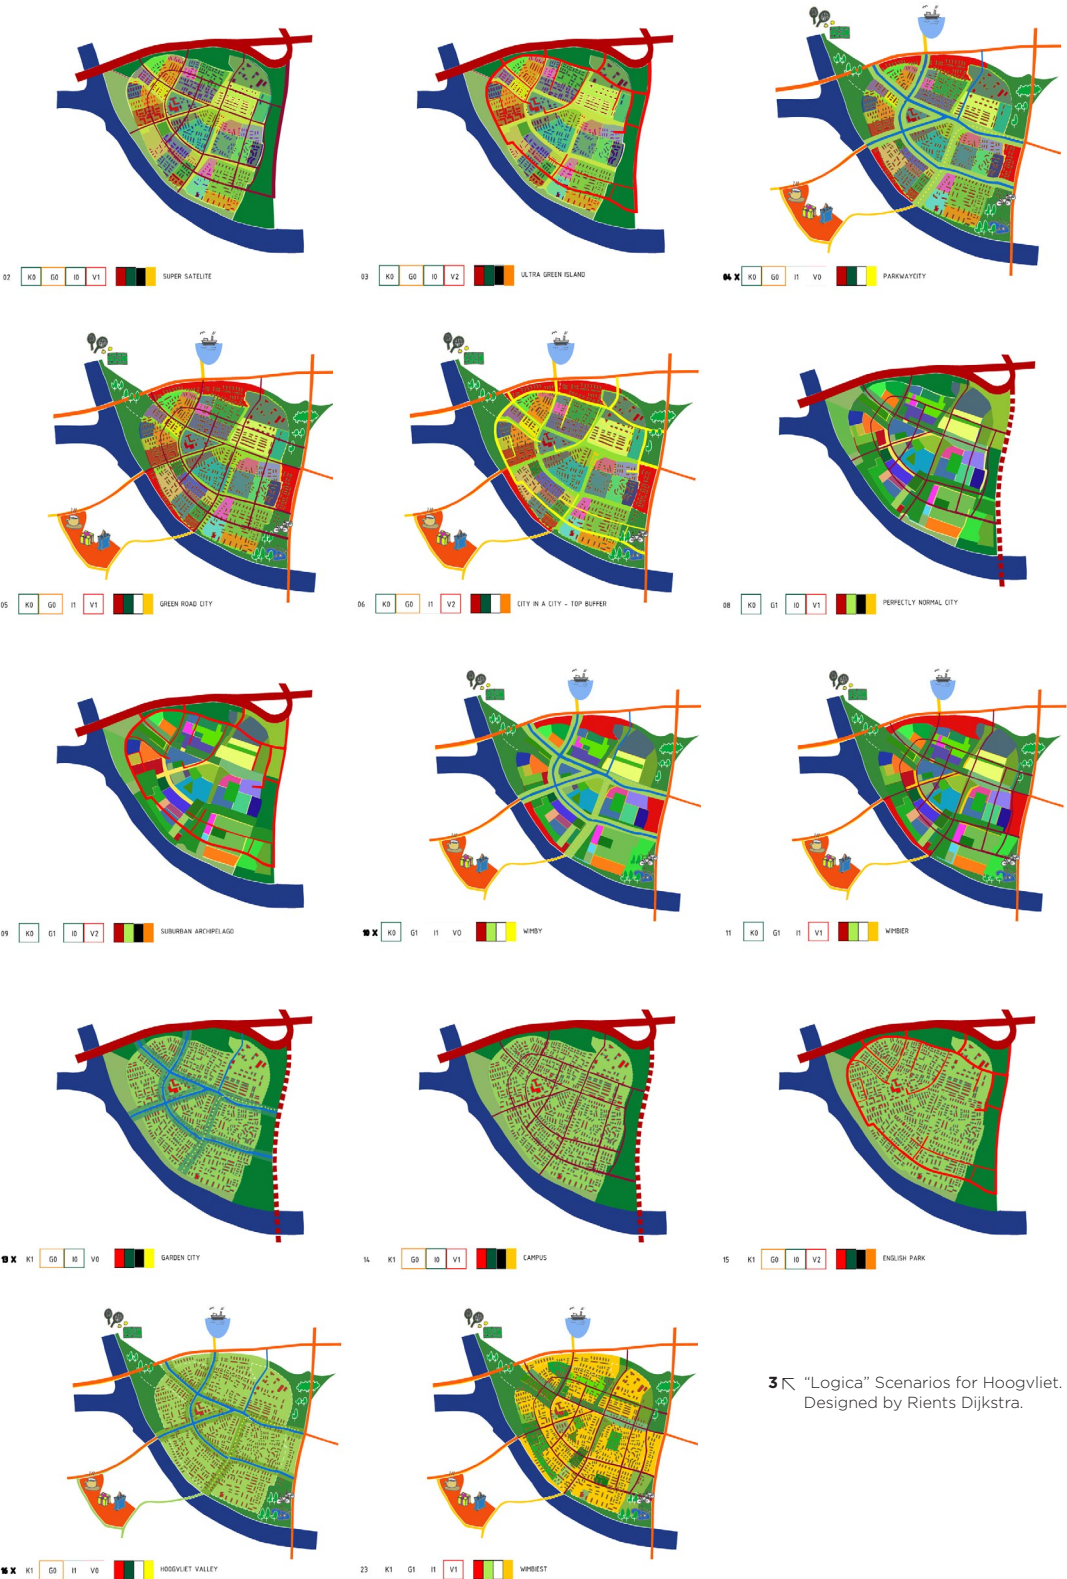 02 K0 G0 I0 V1 SUPER SATELITE
03 K0 G0 I0 V2 ULTRA GREEN ISLAND
04 X K0 G0 I1 V0 PARKWAYCITY
05 K0 G0 I1 V1 GREEN ROAD CITY
06 K0 G0 I1 V2 CITY IN A CITY - TOP BUFFER
08 K0 G1 I0 V1 PERFECTLY NORMAL CITY
09 K0 G1 I0 V2 SUBURBAN ARCHIPELAGO
10 X K0 G1 I1 V0 WIMBY
11 K0 G1 I1 V1 WIMBIER
13 X K1 G0 I0 V0 GARDEN CITY
14 K1 G0 I0 V1 CAMPUS
15 K1 G0 I0 V2 ENGLISH PARK
16 X K1 G0 I1 V0 HOOGVLIET VALLEY
23 K1 G1 I1 V1 WIMBIEST
3↖ “Logica” Scenarios for Hoogvliet.
Designed by Rients Dijkstra.